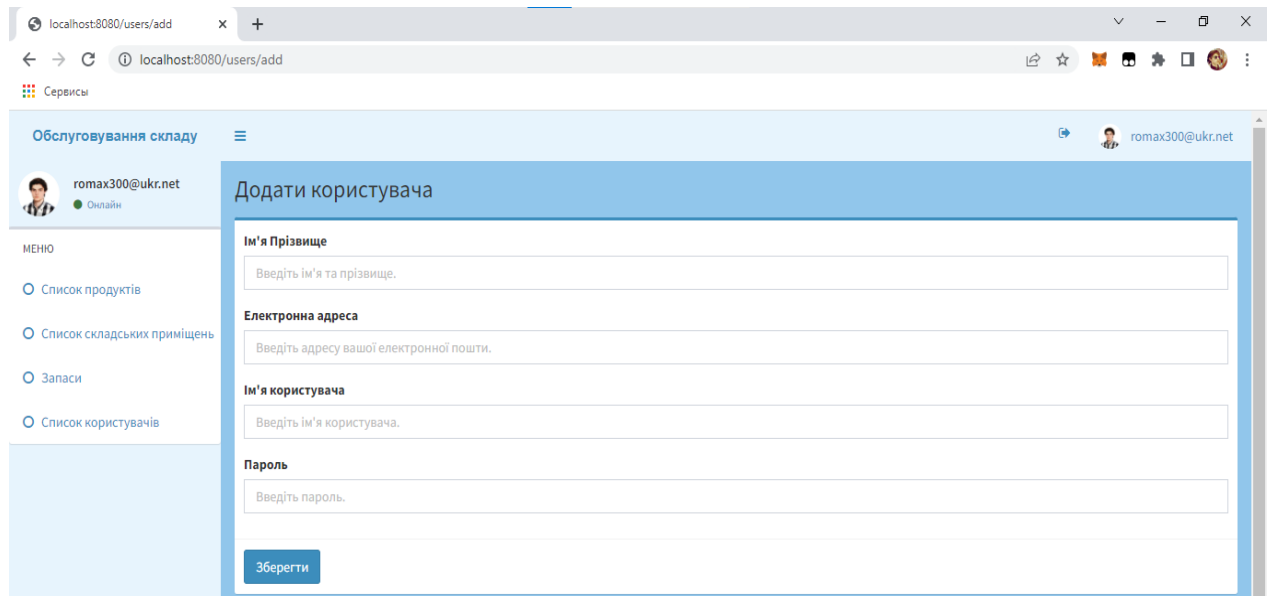 localhost:8080/users/add
localhost:8080/users/add
Сервисы
Обслуговування складу
romax300@ukr.net
romax300@ukr.net
Онлайн
Додати користувача
МЕНЮ
Список продуктів
Список складських приміщень
Запаси
Список користувачів
Ім'я Прізвище
Введіть ім'я та прізвище.
Електронна адреса
Введіть адресу вашої електронної пошти.
Ім'я користувача
Введіть ім'я користувача.
Пароль
Введіть пароль.
Зберегти